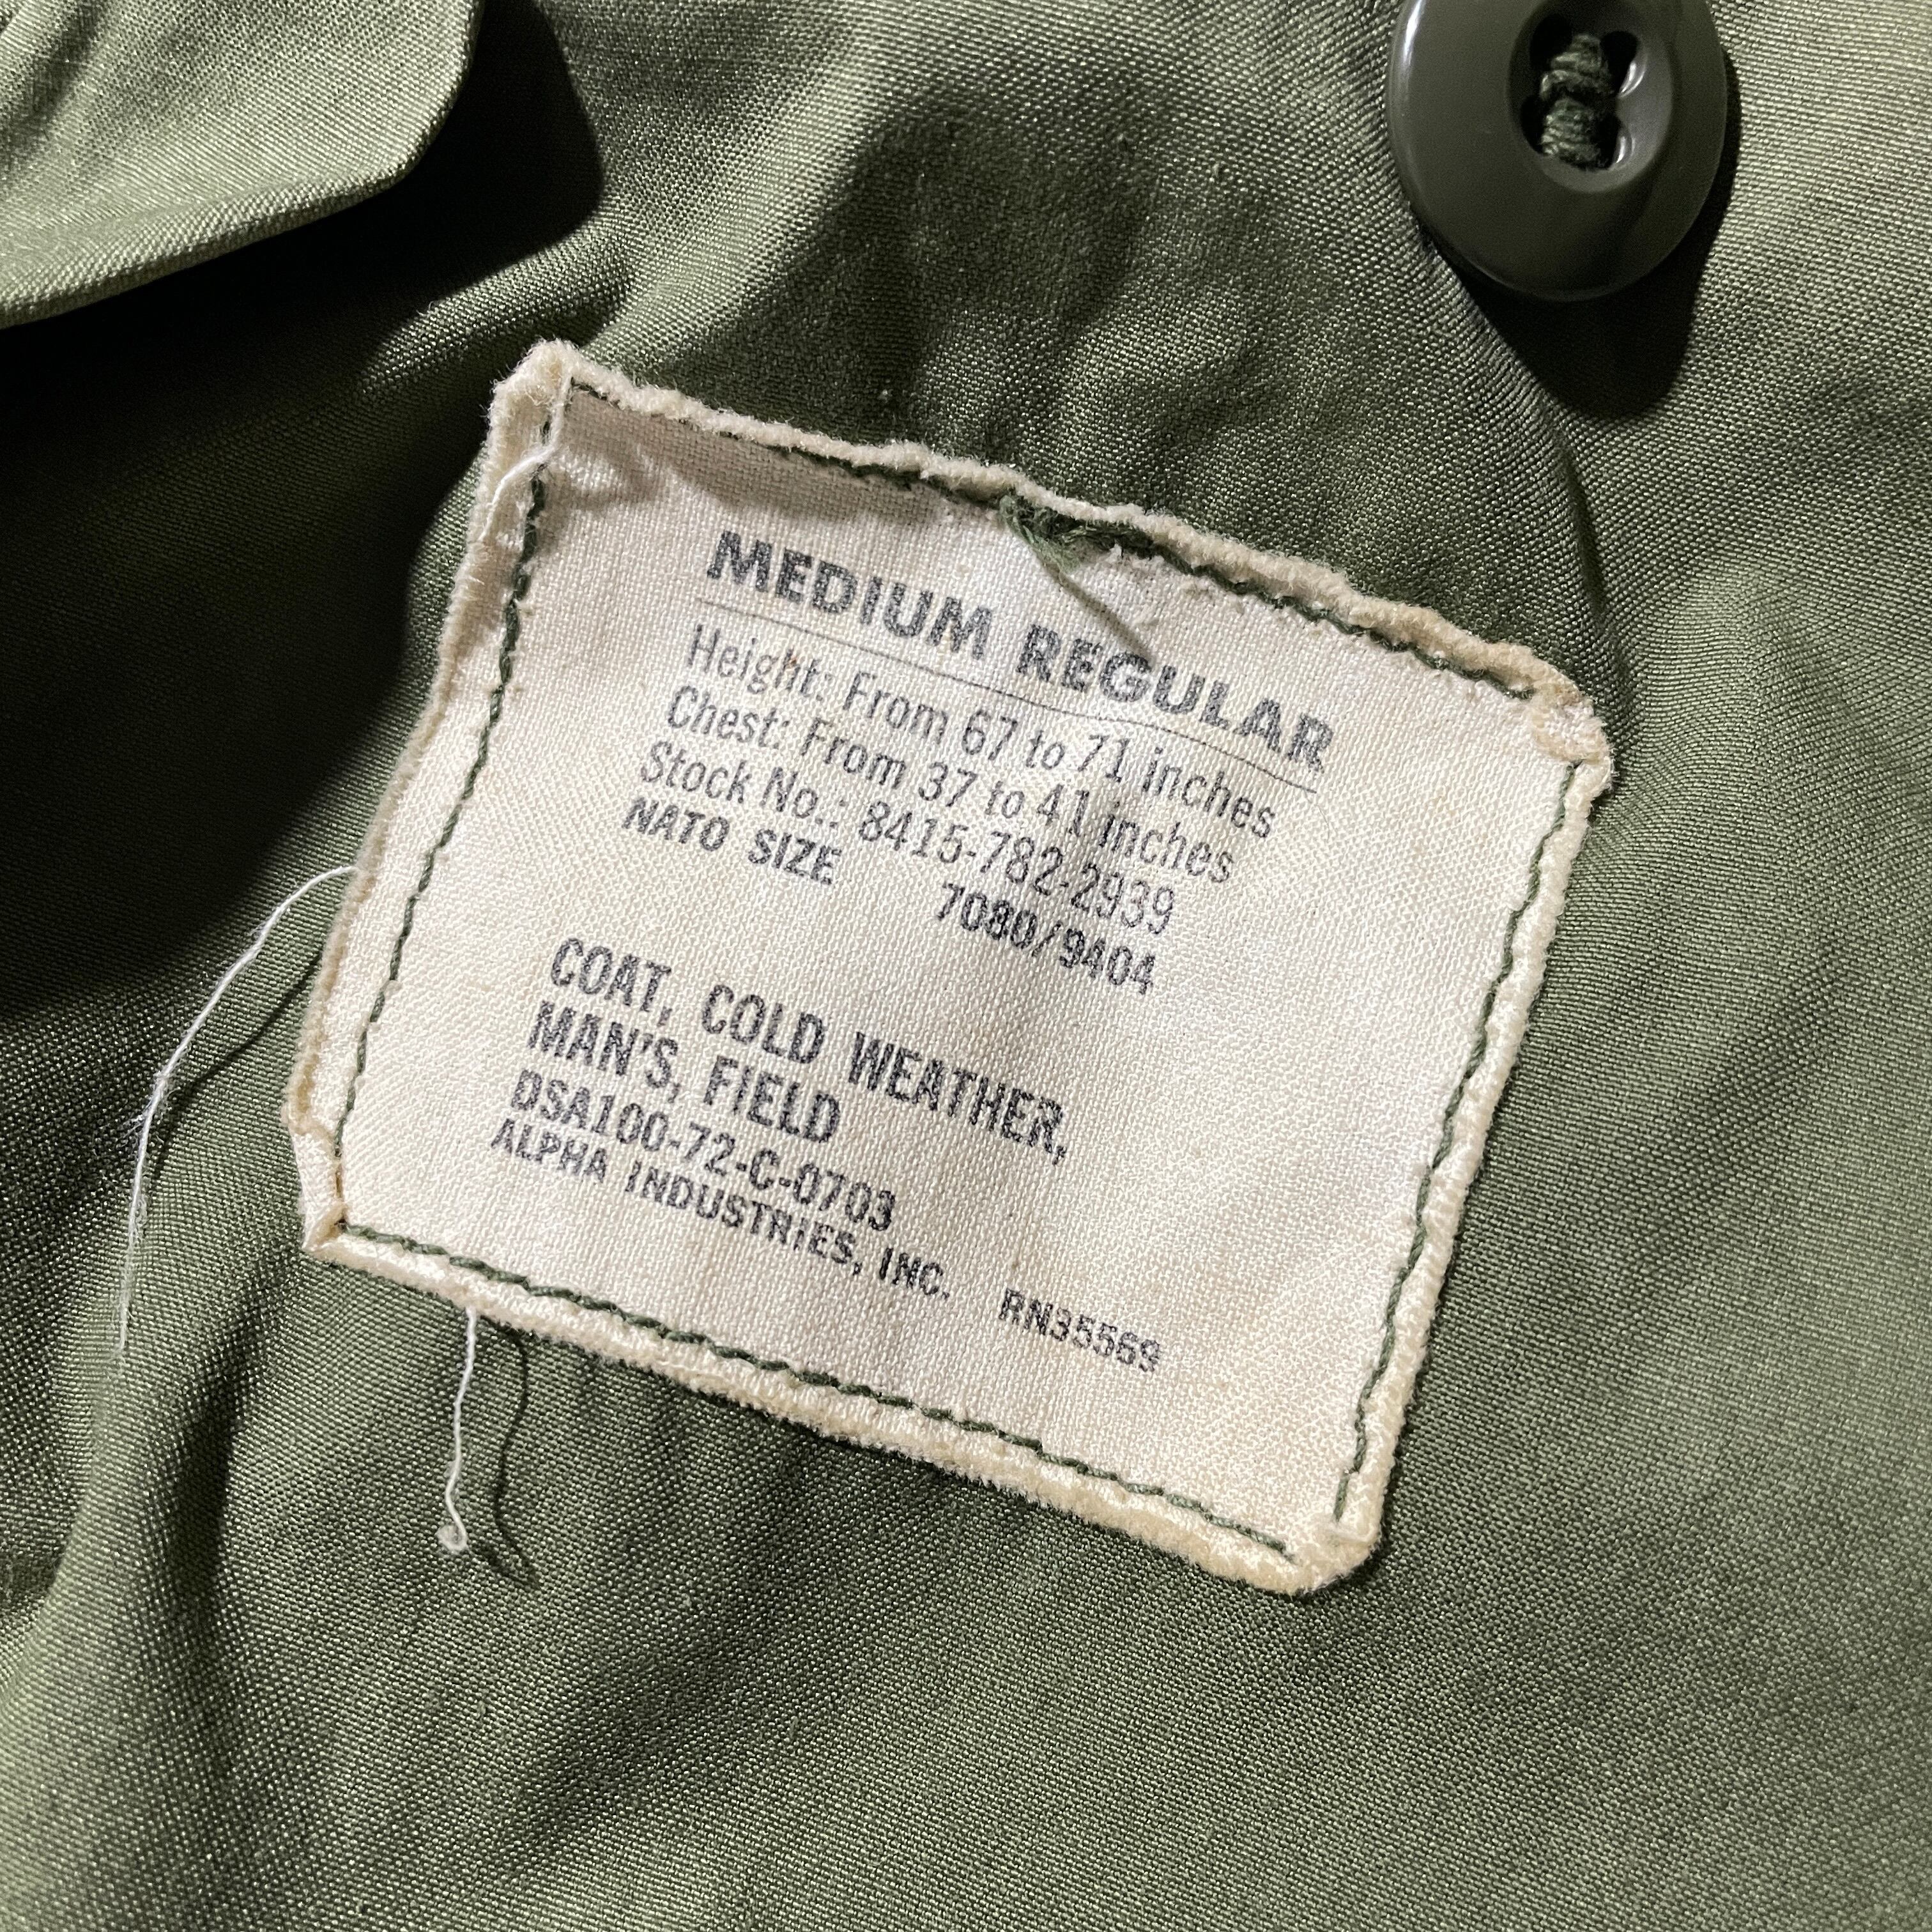 MEDIUM REGULAR
Height: From 67 to 71 inches
Chest: From 37 to 41 inches
Stock No.: 8415-782-2939
NATO SIZE 7080/9404
COAT, COLD WEATHER,
MAN'S, FIELD
DSA100-72-C-0703
ALPHA INDUSTRIES, INC. RN35569